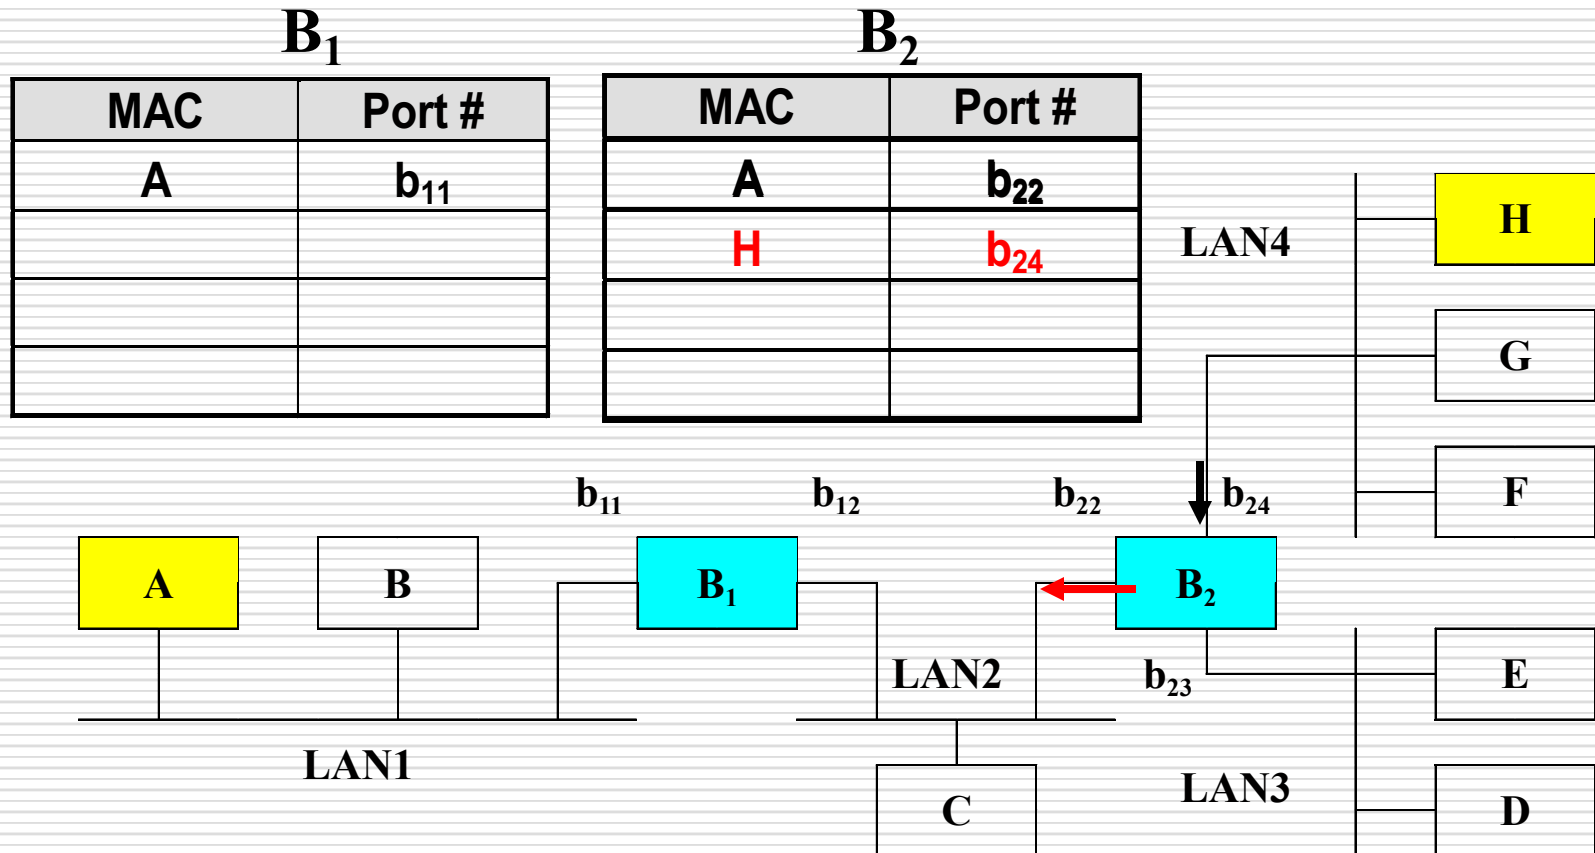 B₁
B₂
MAC Port #
A b₁₁
MAC Port #
A b₂₂
H b₂₄
H
LAN4
G
F
b₁₁ b₁₂ b₂₂ b₂₄
A B B₁ B₂
LAN2 b₂₃ E
LAN1
LAN3
C D